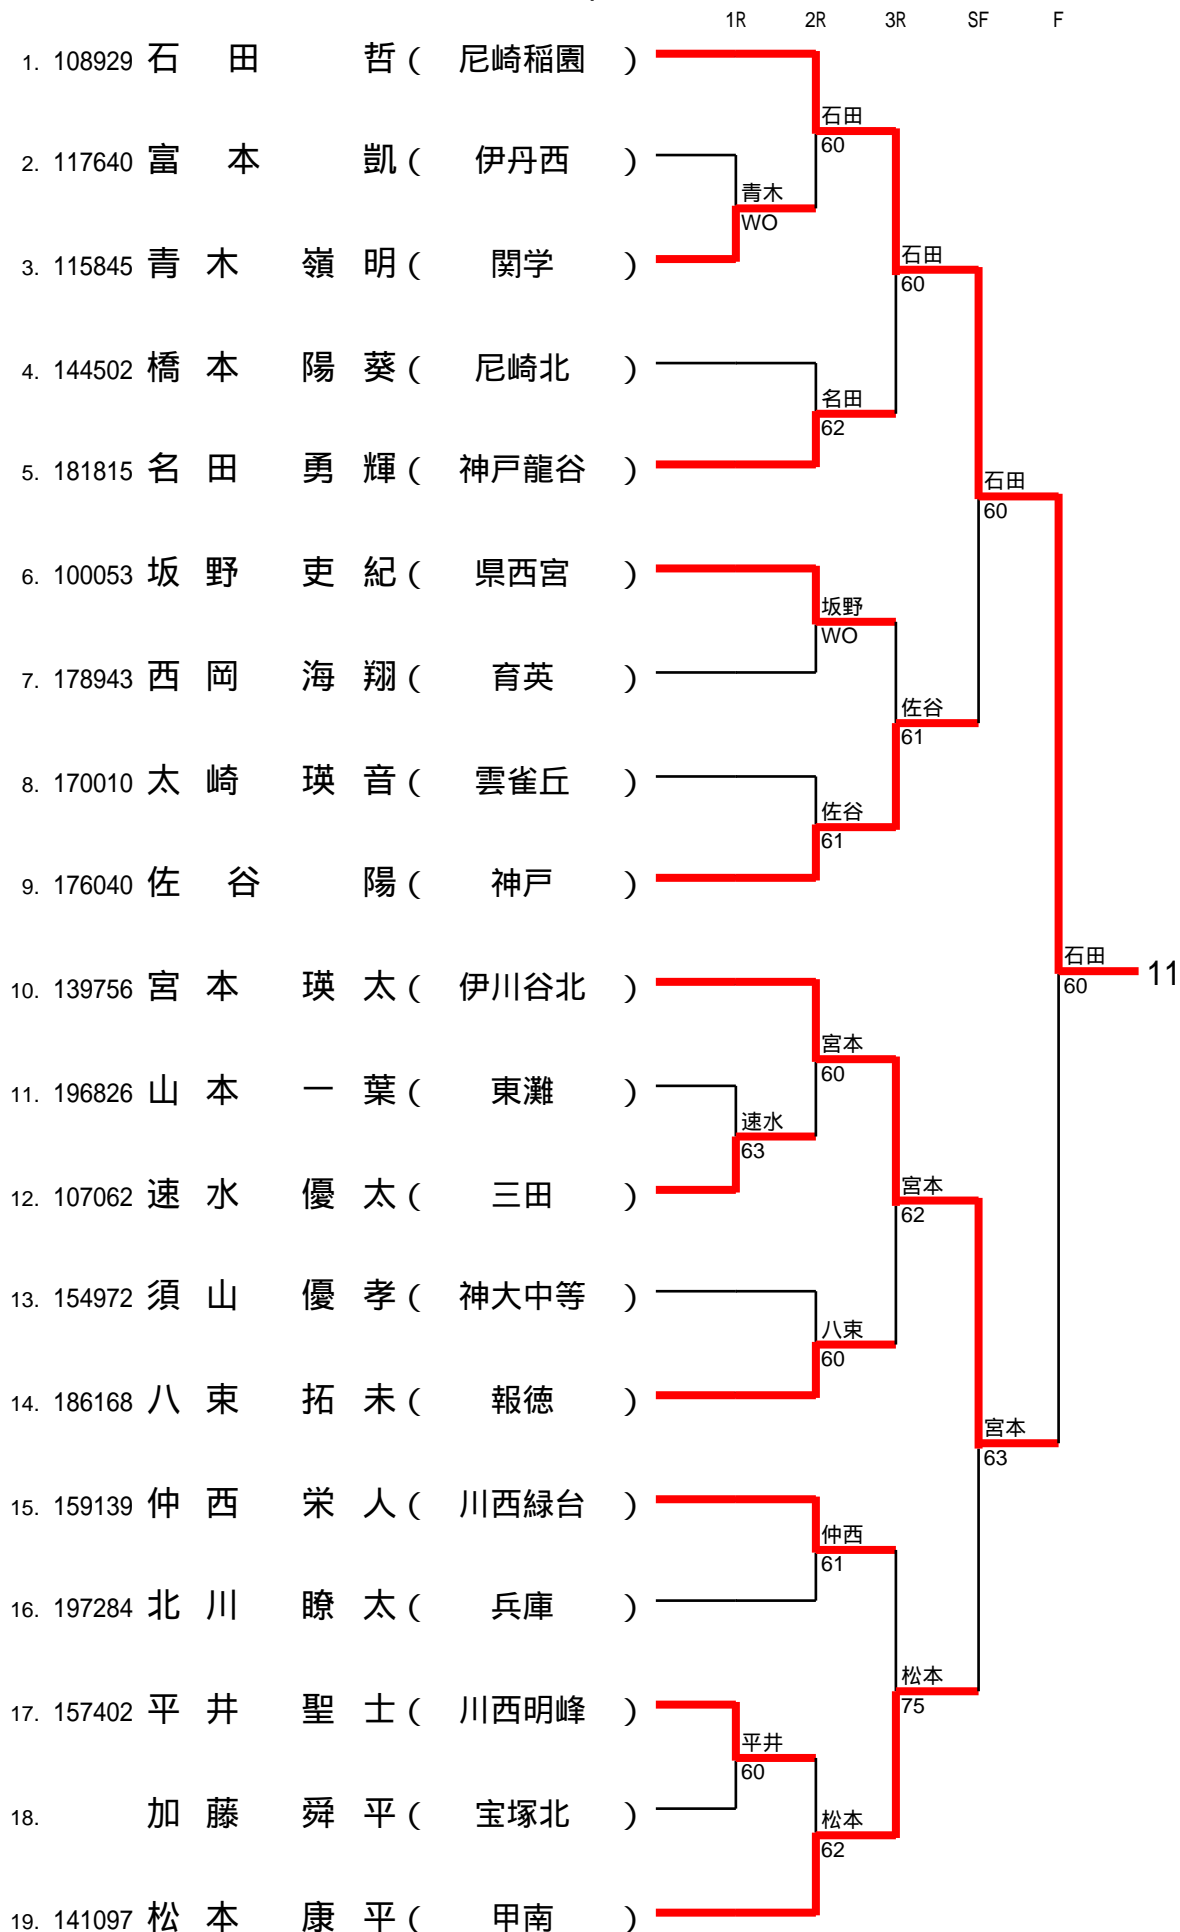 1R 2R 3R SF F
1. 108929 石田 哲 ( 尼崎稲園 )
石田
60
2. 117640 富本 凱 ( 伊丹西 )
青木
WO
3. 115845 青木 嶺明 ( 関学 )
石田
60
4. 144502 橋本 陽葵 ( 尼崎北 )
名田
62
5. 181815 名田 勇輝 ( 神戸龍谷 )
石田
60
6. 100053 坂野 吏紀 ( 県西宮 )
坂野
WO
7. 178943 西岡 海翔 ( 育英 )
佐谷
61
8. 170010 太崎 瑛音 ( 雲雀丘 )
佐谷
61
9. 176040 佐谷 陽 ( 神戸 )
石田
60
11
10. 139756 宮本 瑛太 ( 伊川谷北 )
宮本
60
11. 196826 山本 一葉 ( 東灘 )
速水
63
12. 107062 速水 優太 ( 三田 )
宮本
62
13. 154972 須山 優孝 ( 神大中等 )
八束
60
14. 186168 八束 拓未 ( 報徳 )
宮本
63
15. 159139 仲西 栄人 ( 川西緑台 )
仲西
61
16. 197284 北川 瞭太 ( 兵庫 )
松本
75
17. 157402 平井 聖士 ( 川西明峰 )
平井
60
18. 加藤 舜平 ( 宝塚北 )
松本
62
19. 141097 松本 康平 ( 甲南 )